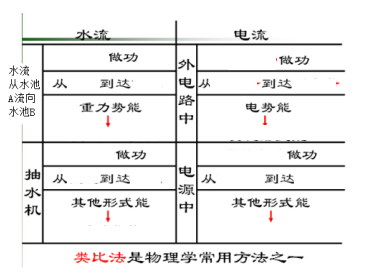 水流 电流
水流
从水池
A流向
水池B
做功
从 到达
重力势能
外电路中
做功
从 到达
电势能
抽水机
做功
从 到达
其他形式能
电源中
做功
从 到达
其他形式能
类比法是物理学常用方法之一